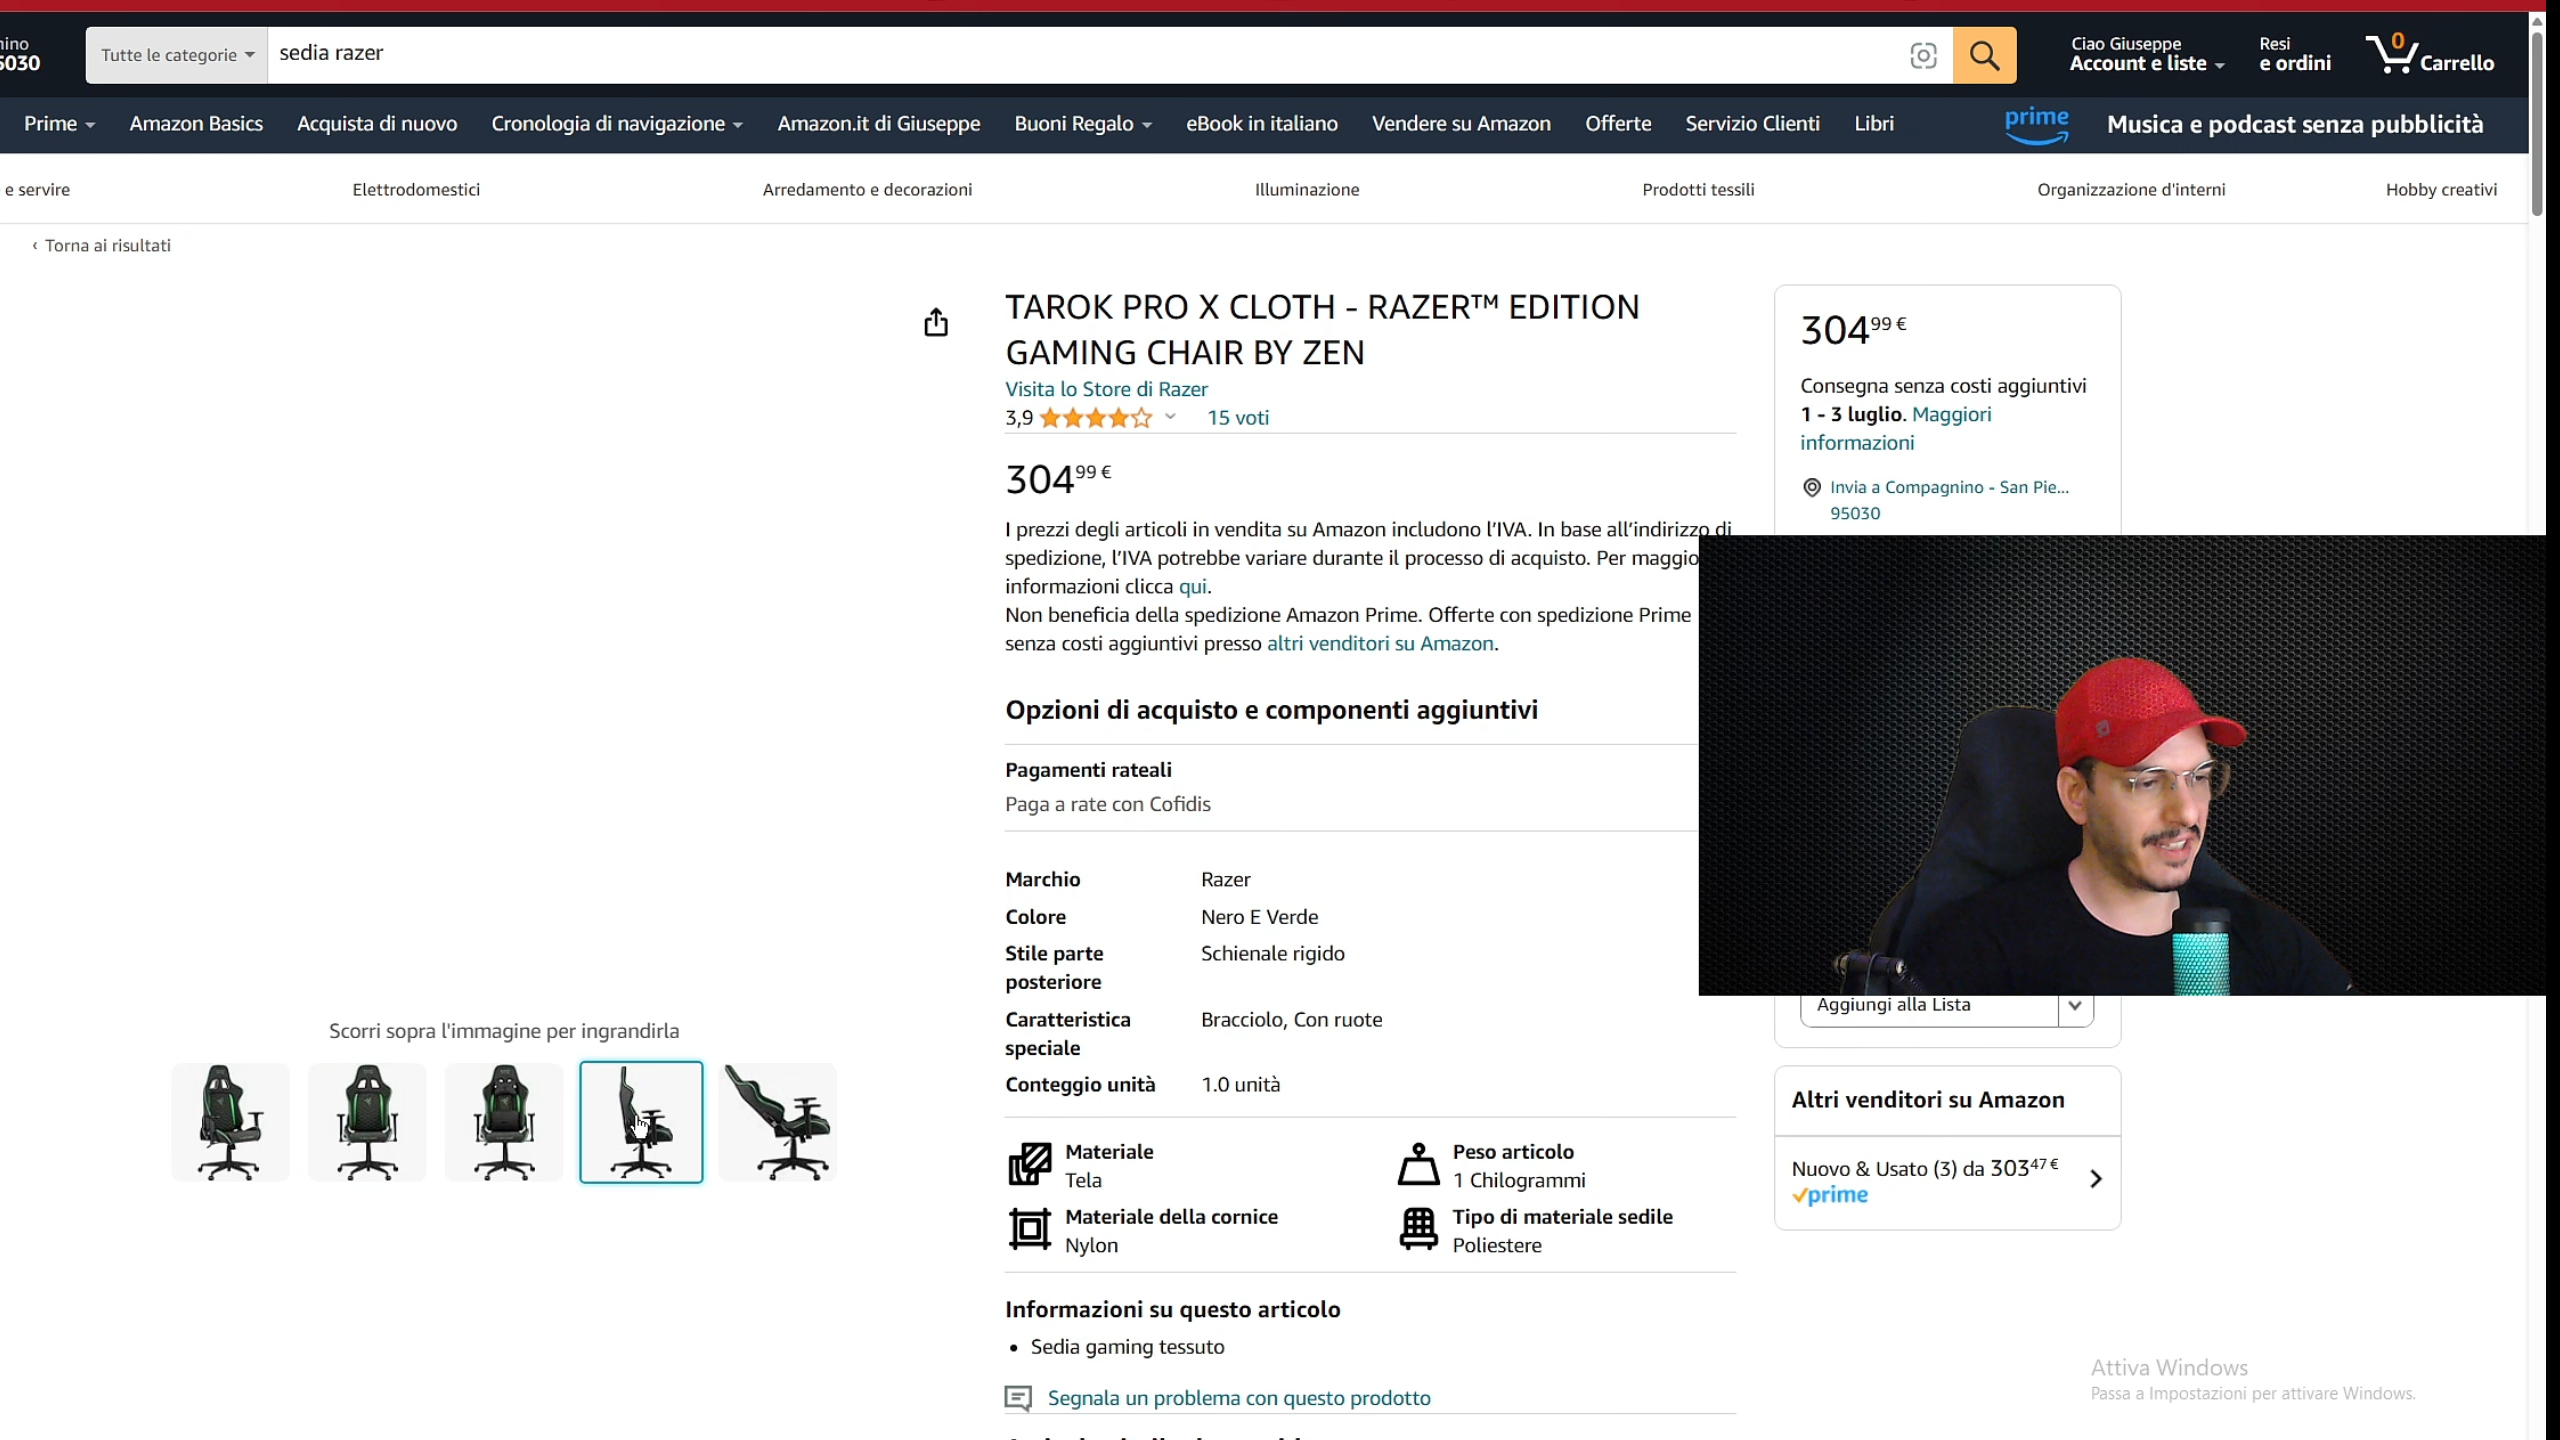 nino
5030
Tutte le categorie
sedia razer
Ciao Giuseppe
Account e liste
Resi
e ordini
0
Carrello
Prime
Amazon Basics
Acquista di nuovo
Cronologia di navigazione
Amazon.it di Giuseppe
Buoni Regalo
eBook in italiano
Vendere su Amazon
Offerte
Servizio Clienti
Libri
prime
Musica e podcast senza pubblicità
e servire
Elettrodomestici
Arredamento e decorazioni
Illuminazione
Prodotti tessili
Organizzazione d'interni
Hobby creativi
‹ Torna ai risultati
TAROK PRO X CLOTH - RAZER™ EDITION
GAMING CHAIR BY ZEN
Visita lo Store di Razer
3,9
15 voti
304 99 €
I prezzi degli articoli in vendita su Amazon includono l'IVA. In base all'indirizzo di
spedizione, l'IVA potrebbe variare durante il processo di acquisto. Per maggio
informazioni clicca qui.
Non beneficia della spedizione Amazon Prime. Offerte con spedizione Prime
senza costi aggiuntivi presso altri venditori su Amazon.
Opzioni di acquisto e componenti aggiuntivi
Pagamenti rateali
Paga a rate con Cofidis
Marchio Razer
Colore Nero E Verde
Stile parte Schienale rigido
posteriore
Caratteristica Bracciolo, Con ruote
speciale
Conteggio unità 1.0 unità
Materiale
Tela
Peso articolo
1 Chilogrammi
Materiale della cornice
Nylon
Tipo di materiale sedile
Poliestere
Informazioni su questo articolo
• Sedia gaming tessuto
Segnala un problema con questo prodotto
Scorri sopra l'immagine per ingrandirla
304 99 €
Consegna senza costi aggiuntivi
1 - 3 luglio. Maggiori
informazioni
Invia a Compagnino - San Pie...
95030
Aggiungi alla Lista
Altri venditori su Amazon
Nuovo & Usato (3) da 303 47 €
prime
Attiva Windows
Passa a Impostazioni per attivare Windows.